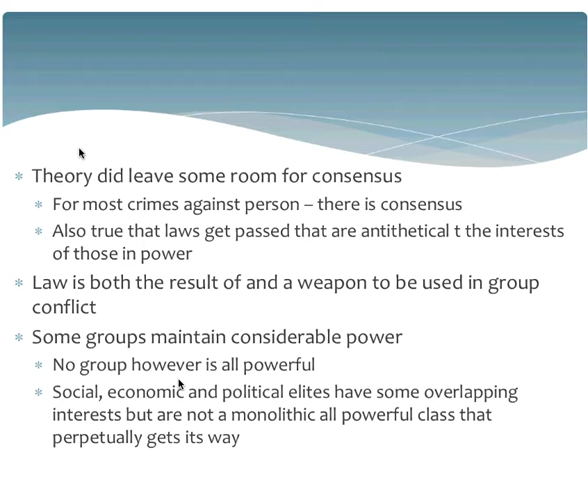 * Theory did leave some room for consensus
* For most crimes against person – there is consensus
* Also true that laws get passed that are antithetical t the interests
of those in power
* Law is both the result of and a weapon to be used in group
conflict
* Some groups maintain considerable power
* No group however is all powerful
* Social, economic and political elites have some overlapping
interests but are not a monolithic all powerful class that
perpetually gets its way